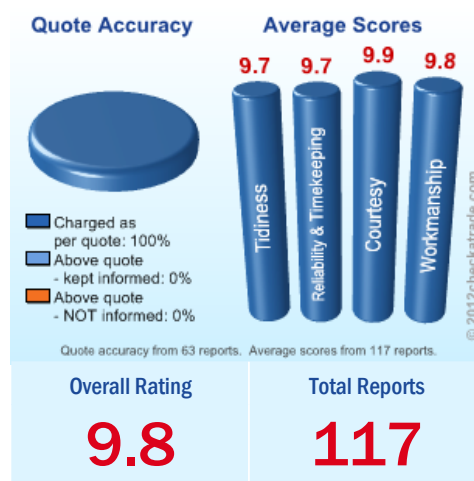 Quote Accuracy
Average Scores
9.7
9.7
9.9
9.8
Tidiness
Reliability & Timekeeping
Courtesy
Workmanship
Charged as
per quote: 100%
Above quote
- kept informed: 0%
Above quote
- NOT informed: 0%
© 2012checkatrade.com
Quote accuracy from 63 reports. Average scores from 117 reports.
Overall Rating
9.8
Total Reports
117